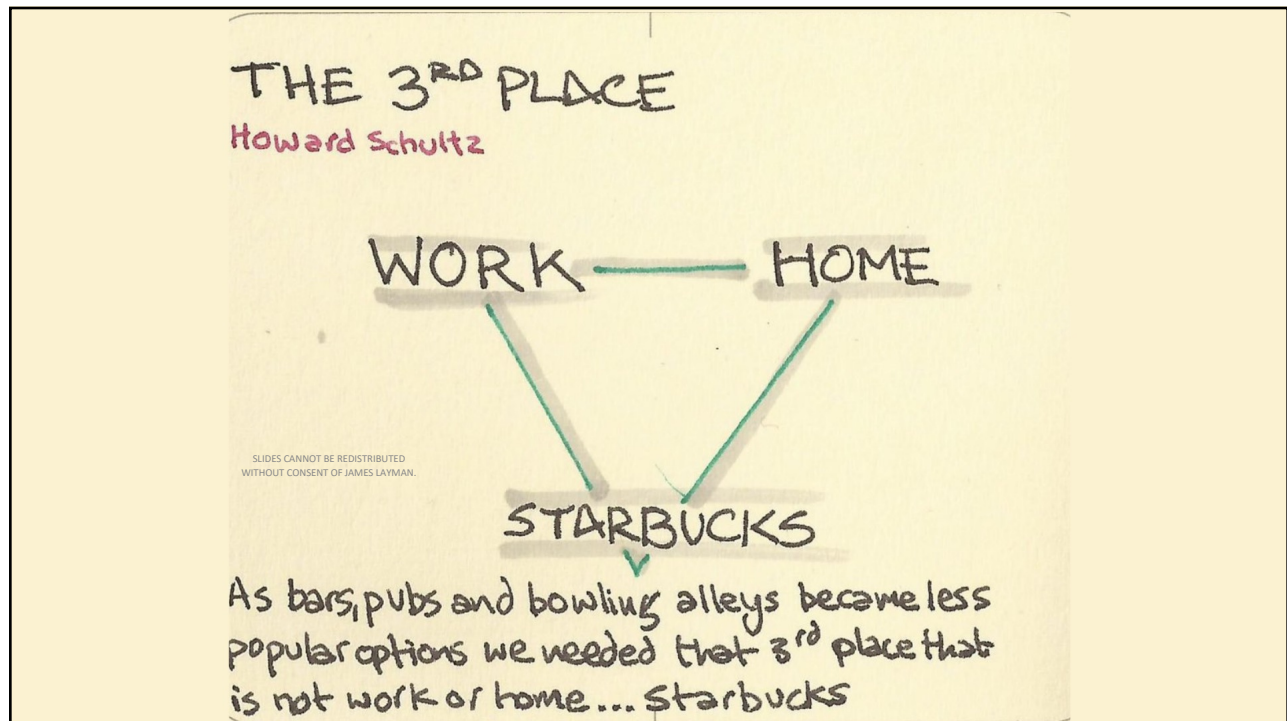 THE 3RD PLACE
Howard Schultz
WORK HOME
SLIDES CANNOT BE REDISTRIBUTED
WITHOUT CONSENT OF JAMES LAYMAN.
STARBUCKS
As bars, pubs and bowling alleys became less
popular options we needed that 3rd place that
is not work or home... Starbucks